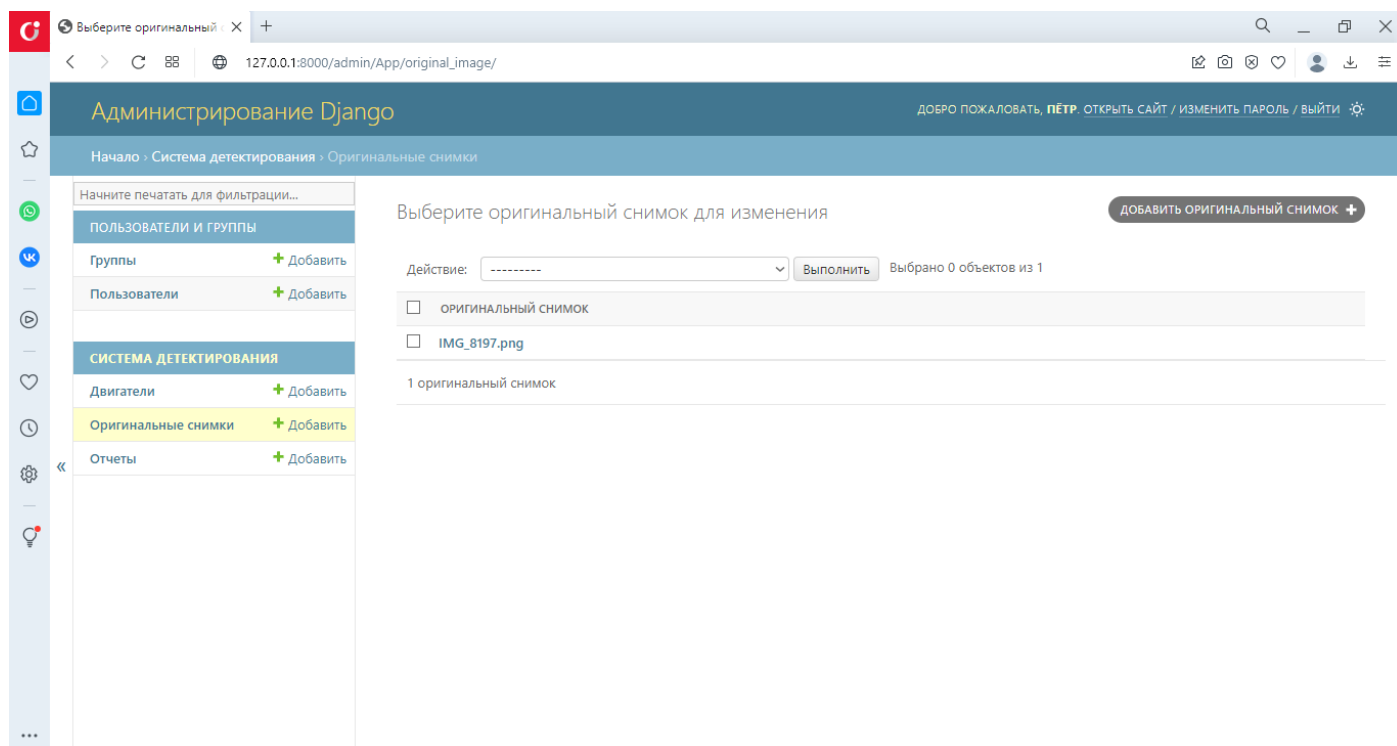 Выберите оригинальный
127.0.0.1:8000/admin/App/original_image/
Администрирование Django
ДОБРО ПОЖАЛОВАТЬ, ПЁТР. ОТКРЫТЬ САЙТ / ИЗМЕНИТЬ ПАРОЛЬ / ВЫЙТИ
Начало › Система детектирования › Оригинальные снимки
Начните печатать для фильтрации...
ПОЛЬЗОВАТЕЛИ И ГРУППЫ
Группы Добавить
Пользователи Добавить
СИСТЕМА ДЕТЕКТИРОВАНИЯ
Двигатели Добавить
Оригинальные снимки Добавить
Отчеты Добавить
«
Выберите оригинальный снимок для изменения
ДОБАВИТЬ ОРИГИНАЛЬНЫЙ СНИМОК +
Действие: --------- Выполнить Выбрано 0 объектов из 1
ОРИГИНАЛЬНЫЙ СНИМОК
IMG_8197.png
1 оригинальный снимок